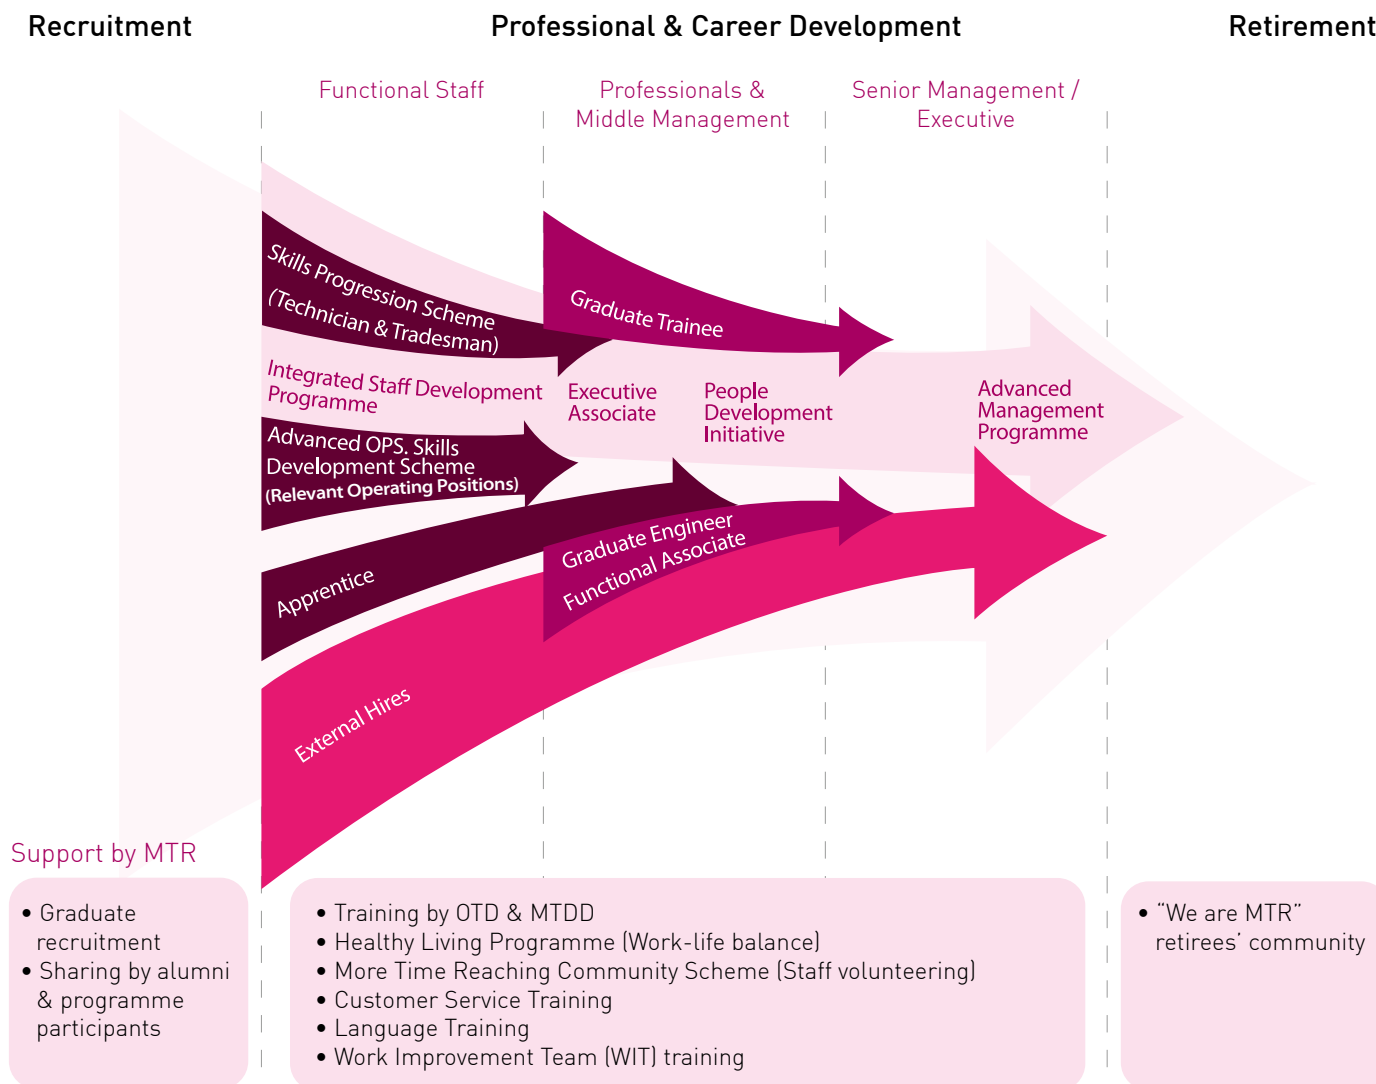 Recruitment
Professional & Career Development
Retirement
Functional Staff
Professionals &
Middle Management
Senior Management /
Executive
Skills Progression Scheme
(Technician & Tradesman)
Graduate Trainee
Integrated Staff Development
Programme
Executive
Associate
People
Development
Initiative
Advanced
Management
Programme
Advanced OPS. Skills
Development Scheme
(Relevant Operating Positions)
Apprentice
Graduate Engineer
Functional Associate
External Hires
Support by MTR
• Graduate
recruitment
• Sharing by alumni
& programme
participants
• Training by OTD & MTDD
• Healthy Living Programme (Work-life balance)
• More Time Reaching Community Scheme (Staff volunteering)
• Customer Service Training
• Language Training
• Work Improvement Team (WIT) training
• “We are MTR”
retirees’ community